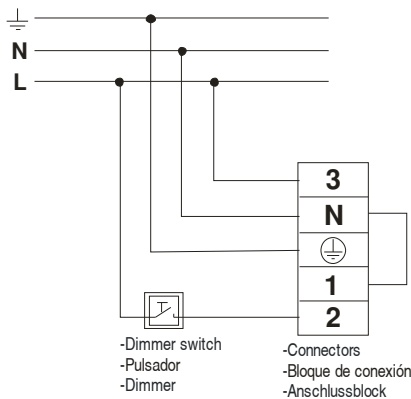 N
L
3
N
1
2
-Dimmer switch
-Pulsador
-Dimmer
-Connectors
-Bloque de conexión
-Anschlussblock